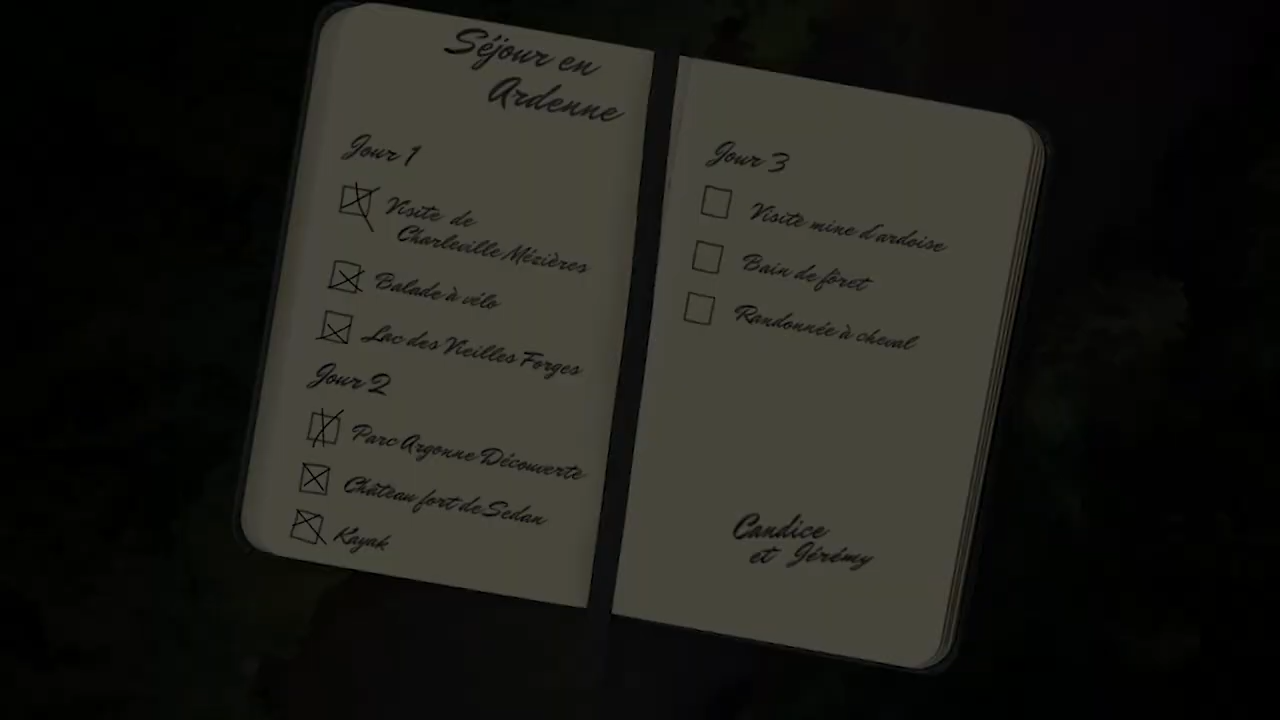 Séjour en
Ardenne
Jour 1
Visite de
Charleville Mézières
Balade à vélo
Lac des Vieilles Forges
Jour 2
Parc Argonne Découverte
Château fort de Sedan
Kayak
Jour 3
Visite mine d'ardoise
Bain de fôret
Randonnée à cheval
Candice
et Jérémy